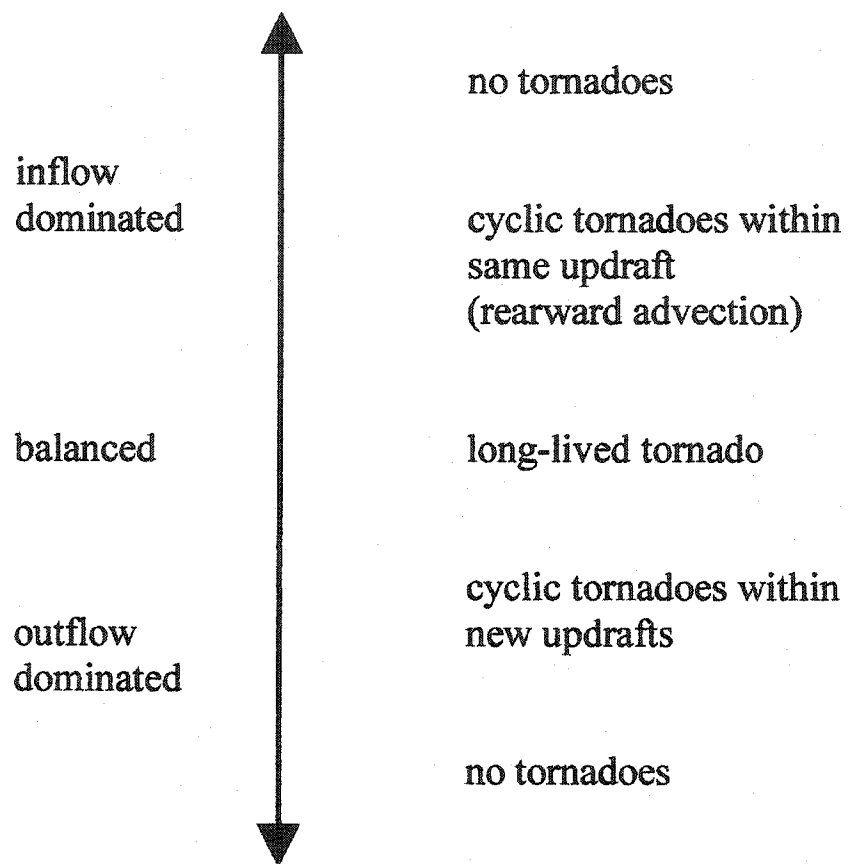 no tornadoes
inflow
dominated
cyclic tornadoes within
same updraft
(rearward advection)
balanced
long-lived tornado
cyclic tornadoes within
new updrafts
outflow
dominated
no tornadoes